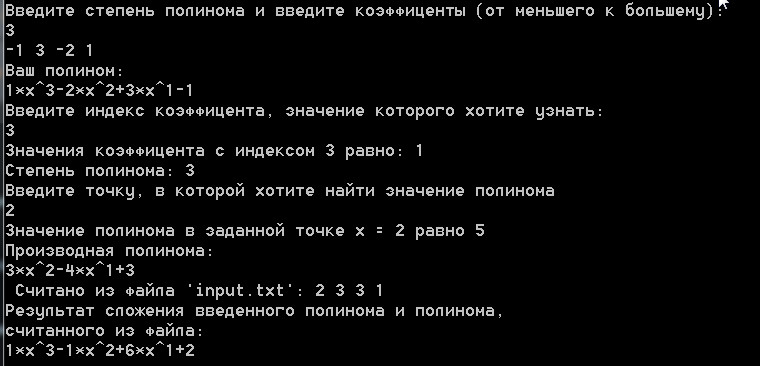 Введите степень полинома и введите коэффиценты (от меньшего к большему):
3
-1 3 -2 1
Ваш полином:
1*x^3-2*x^2+3*x^1-1
Введите индекс коэффицента, значение которого хотите узнать:
3
Значения коэффицента с индексом 3 равно: 1
Степень полинома: 3
Введите точку, в которой хотите найти значение полинома
2
Значение полинома в заданной точке x = 2 равно 5
Производная полинома:
3*x^2-4*x^1+3
Считано из файла 'input.txt': 2 3 3 1
Результат сложения введенного полинома и полинома,
считанного из файла:
1*x^3-1*x^2+6*x^1+2